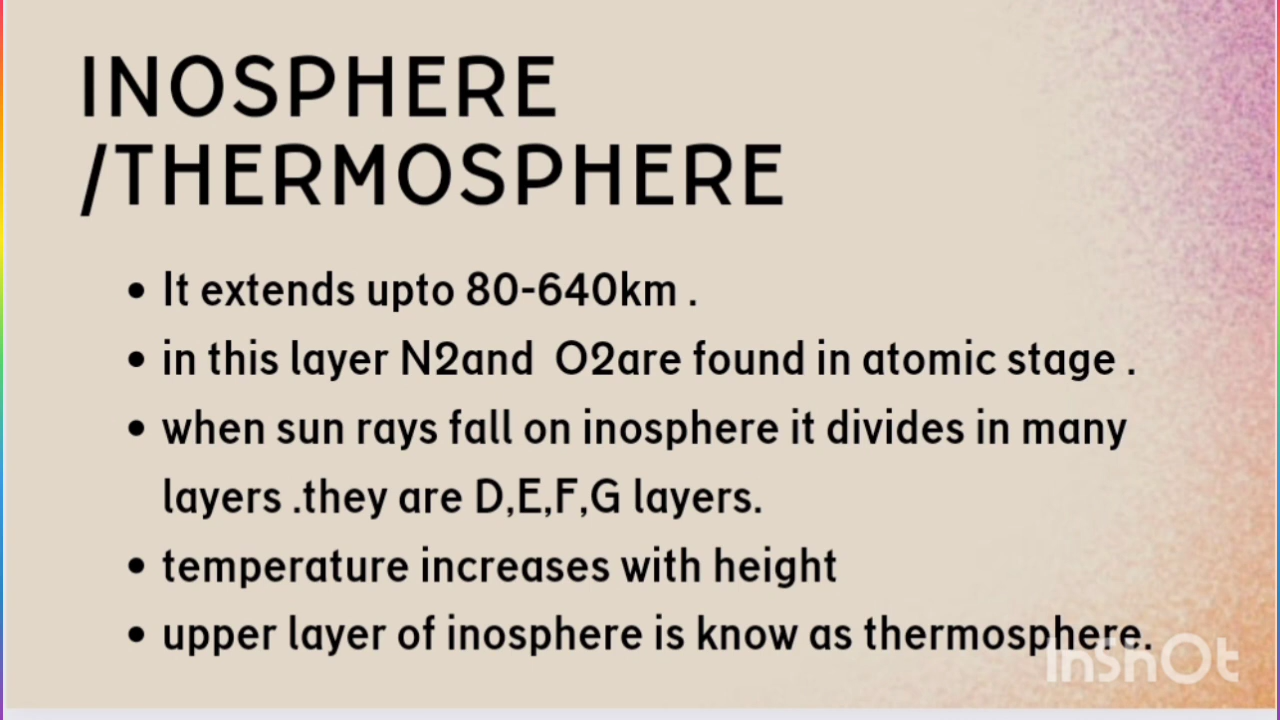 INOSPHERE
/THERMOSPHERE
• It extends upto 80-640km .
• in this layer N2and  O2are found in atomic stage .
• when sun rays fall on inosphere it divides in many
layers .they are D,E,F,G layers.
• temperature increases with height
• upper layer of inosphere is know as thermosphere.
InShOt